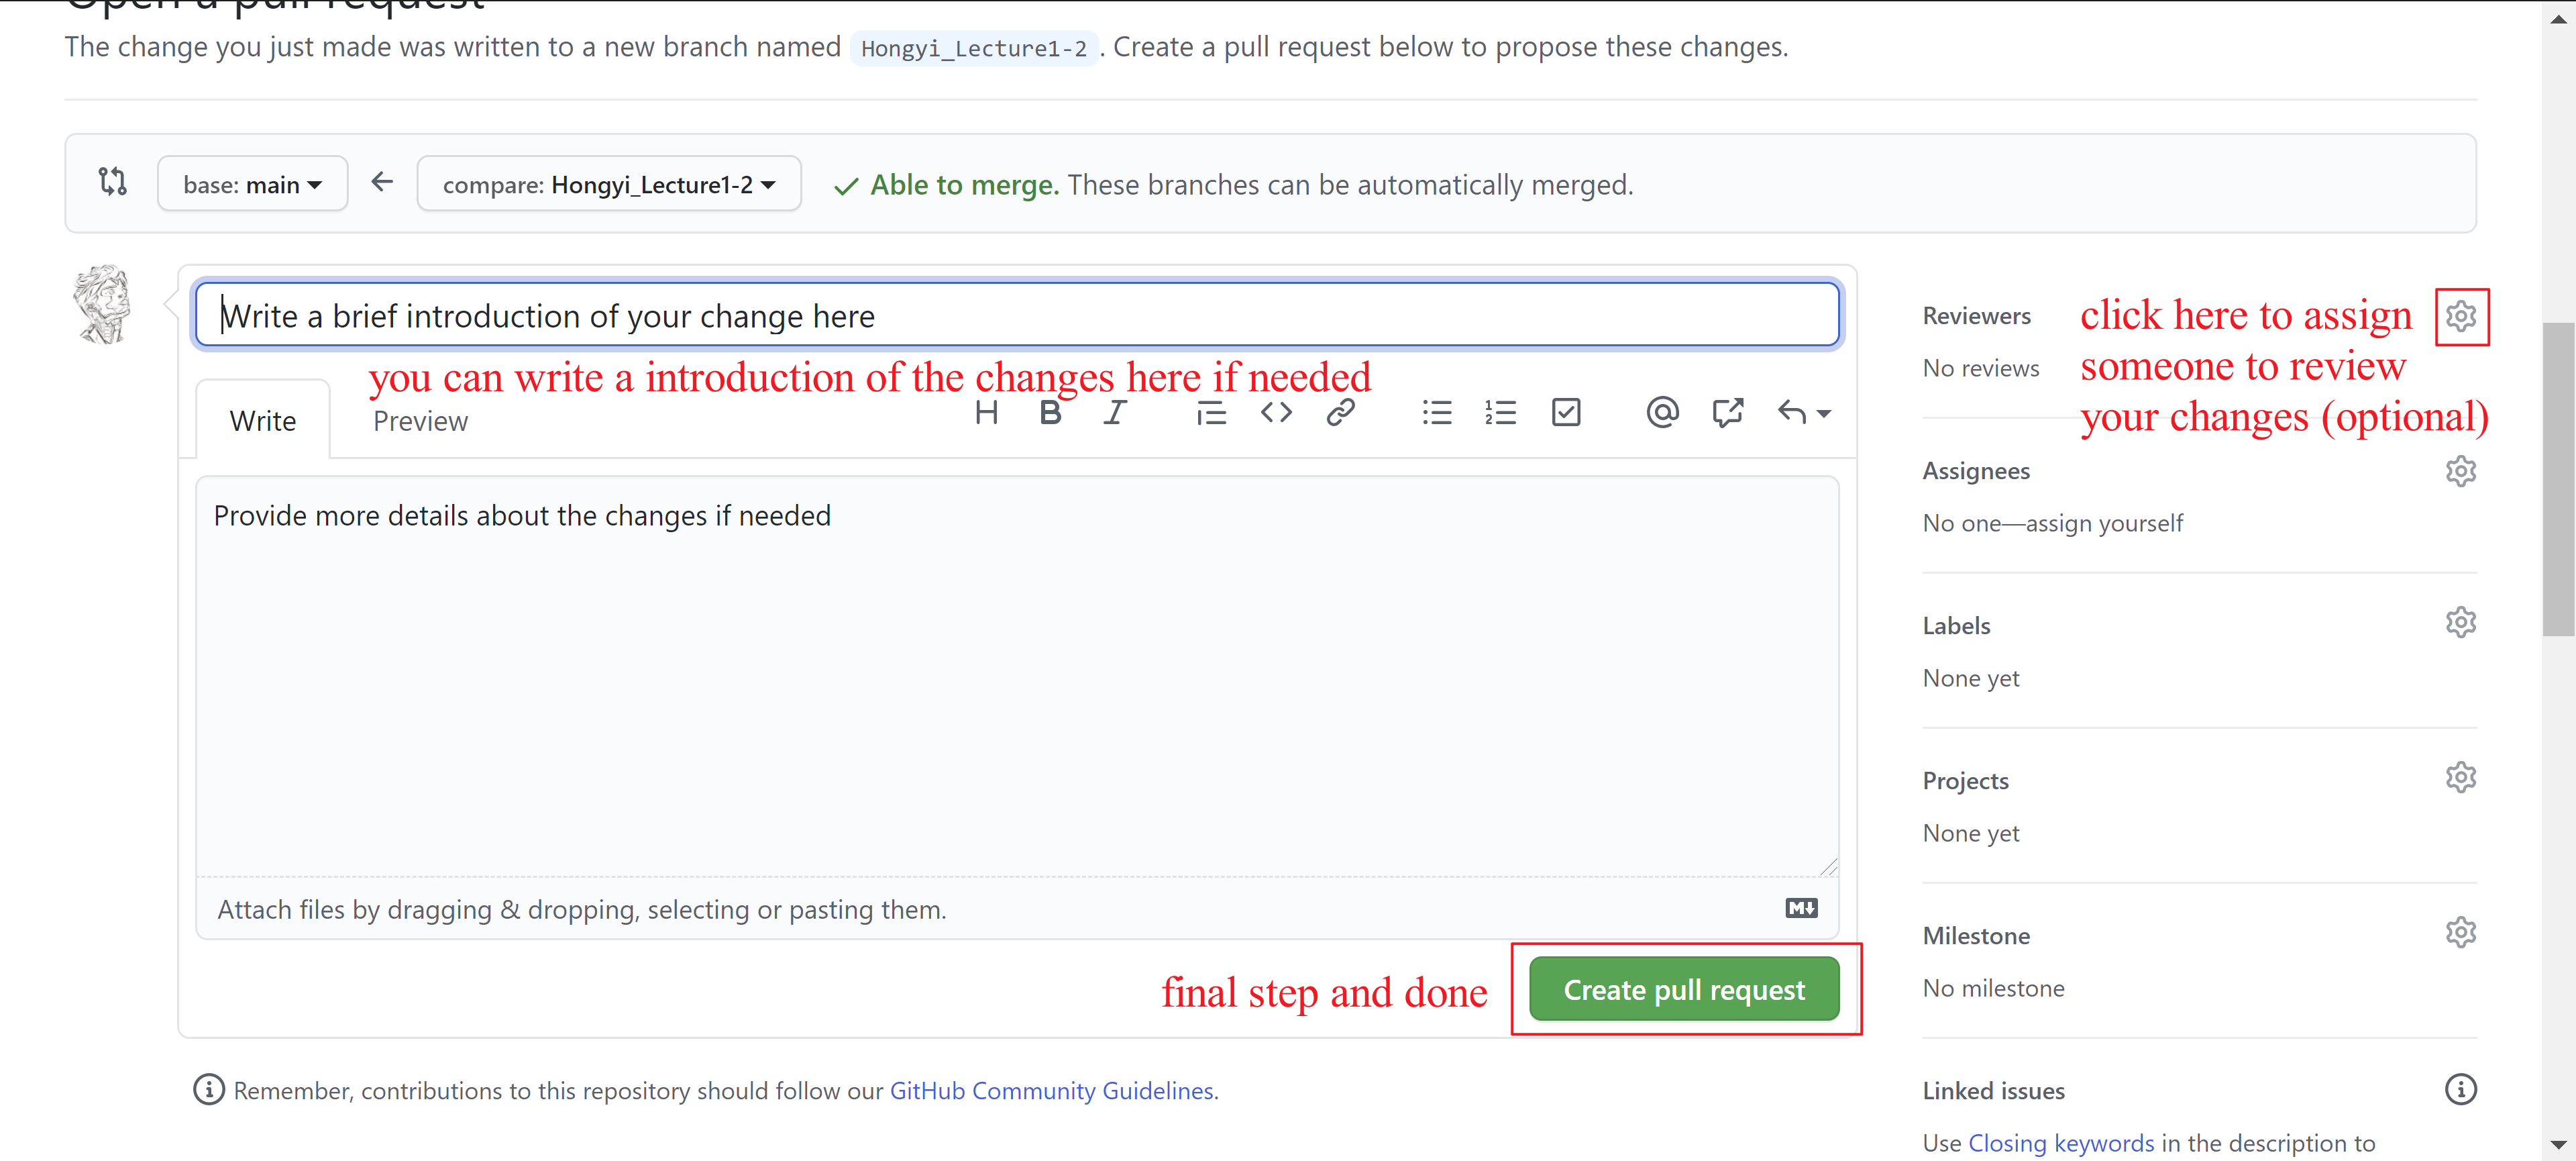 Open a pull request
The change you just made was written to a new branch named Hongyi_Lecture1-2 . Create a pull request below to propose these changes.
base: main
compare: Hongyi_Lecture1-2
Able to merge. These branches can be automatically merged.
Write a brief introduction of your change here
you can write a introduction of the changes here if needed
Write
Preview
Provide more details about the changes if needed
Attach files by dragging & dropping, selecting or pasting them.
final step and done
Create pull request
Remember, contributions to this repository should follow our GitHub Community Guidelines.
Reviewers
click here to assign
someone to review
your changes (optional)
No reviews
Assignees
No one—assign yourself
Labels
None yet
Projects
None yet
Milestone
No milestone
Linked issues
Use Closing keywords in the description to